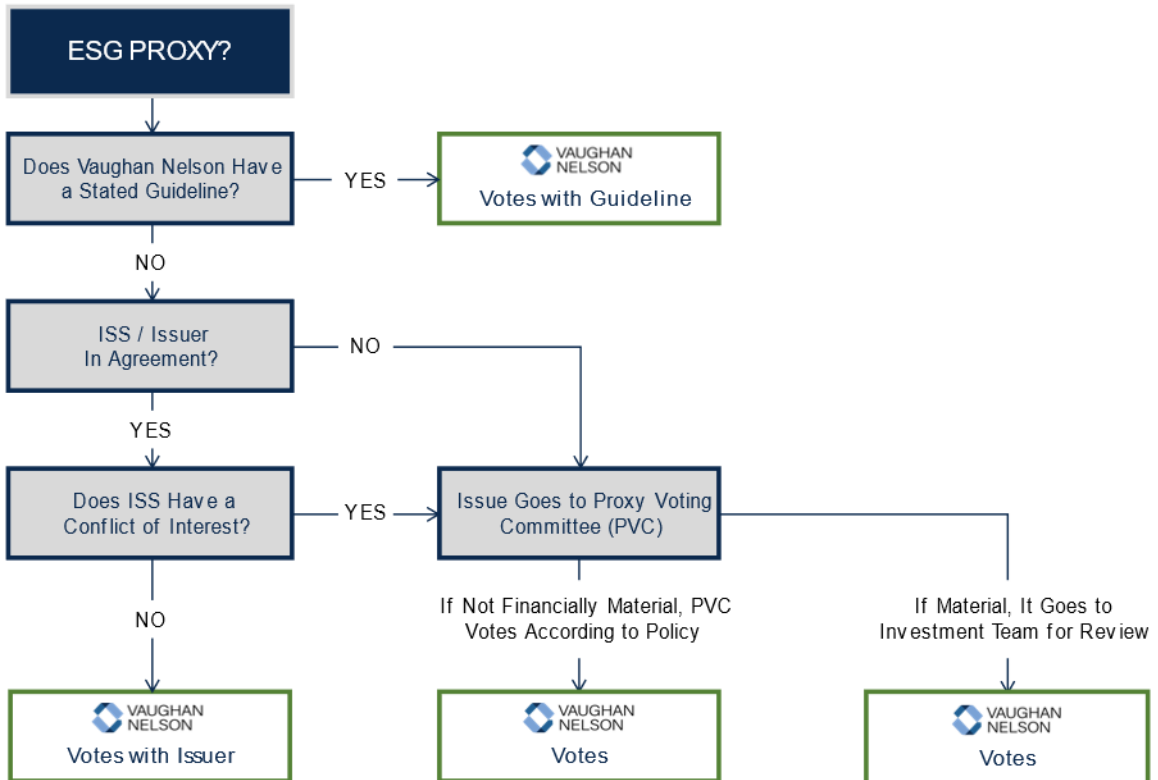 ESG PROXY?
Does Vaughan Nelson Have
a Stated Guideline?
YES
VAUGHAN
NELSON
Votes with Guideline
NO
ISS / Issuer
In Agreement?
NO
YES
Does ISS Have a
Conflict of Interest?
YES
Issue Goes to Proxy Voting
Committee (PVC)
NO
If Not Financially Material, PVC
Votes According to Policy
If Material, It Goes to
Investment Team for Review
VAUGHAN
NELSON
Votes with Issuer
VAUGHAN
NELSON
Votes
VAUGHAN
NELSON
Votes